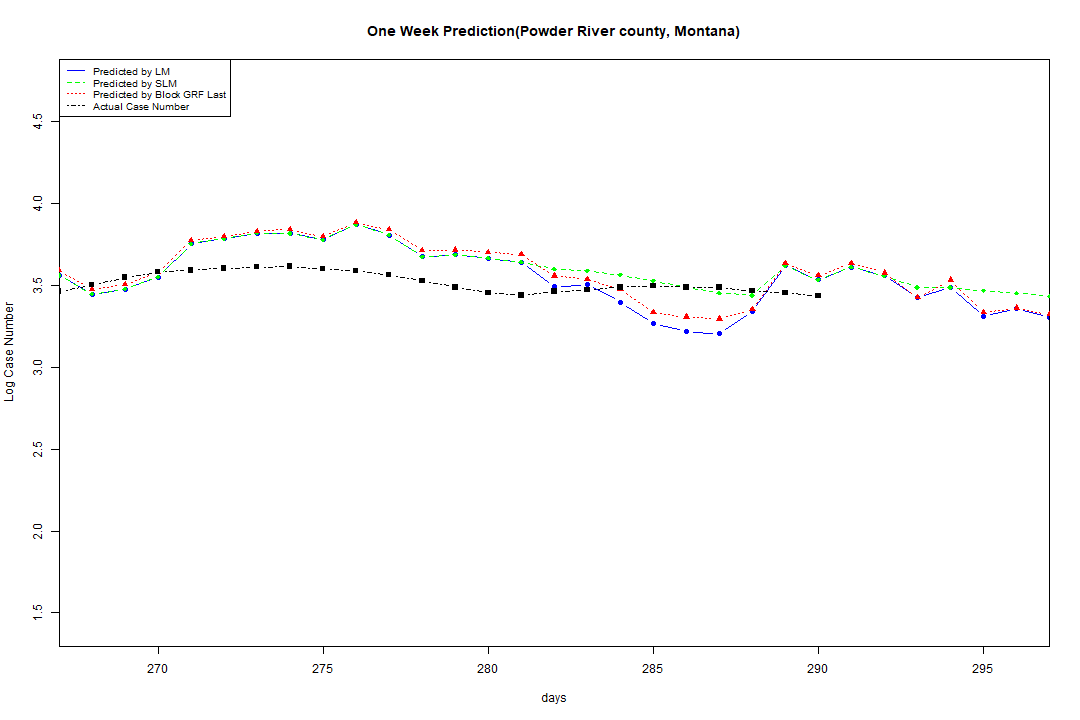 One Week Prediction(Powder River county, Montana)
Predicted by LM
Predicted by SLM
Predicted by Block GRF Last
Actual Case Number
4.5
4.0
3.5
3.0
2.5
2.0
1.5
Log Case Number
270 275 280 285 290 295
days